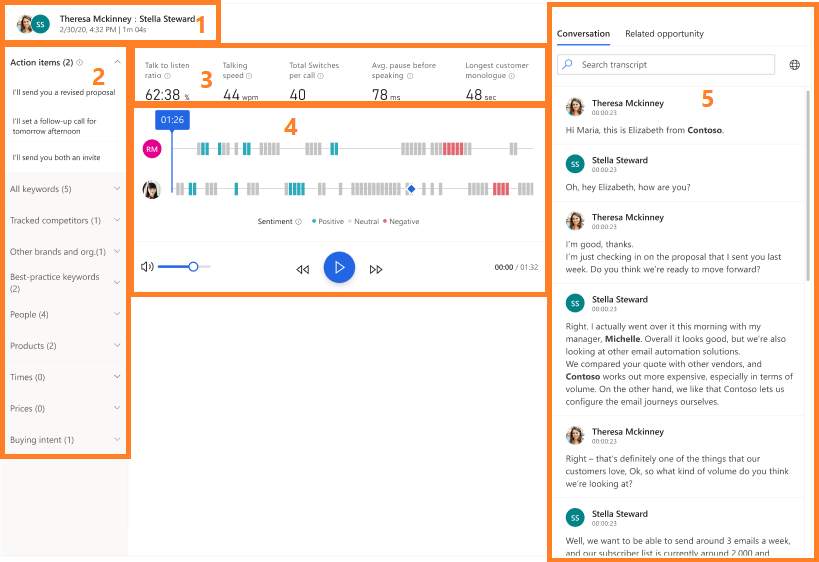 Theresa Mckinney : Stella Steward
SS
2/30/20, 4:32 PM | 1m 04s
1
Action items (2)
2
I'll send you a revised proposal
I'll set a follow-up call for
tomorrow afternoon
I'll send you both an invite
All keywords (5)
Tracked competitors (1)
Other brands and org.(1)
Best-practice keywords
(2)
People (4)
Products (2)
Times (0)
Prices (0)
Buying intent (1)
Talk to listen
ratio
62:38 %
3
Talking
speed
44 wpm
Total Switches
per call
40
Avg. pause before
speaking
78 ms
Longest customer
monologue
48 sec
01:26
4
RM
Sentiment
Positive
Neutral
Negative
00:00 / 01:32
Conversation
Related opportunity
Search transcript
5
Theresa Mckinney
00:00:23
Hi Maria, this is Elizabeth from Contoso.
SS
Stella Steward
00:00:23
Oh, hey Elizabeth, how are you?
Theresa Mckinney
00:00:23
I'm good, thanks.
I'm just checking in on the proposal that I sent you last
week. Do you think we're ready to move forward?
SS
Stella Steward
00:00:23
Right. I actually went over it this morning with my
manager, Michelle. Overall it looks good, but we're also
looking at other email automation solutions.
We compared your quote with other vendors, and
Contoso works out more expensive, especially in terms of
volume. On the other hand, we like that Contoso lets us
configure the email journeys ourselves.
Theresa Mckinney
00:00:23
Right – that's definitely one of the things that our
customers love, Ok, so what kind of volume do you think
we're looking at?
SS
Stella Steward
00:00:23
Well, we want to be able to send around 3 emails a week,
and our subscriber list is currently around 2,000 and